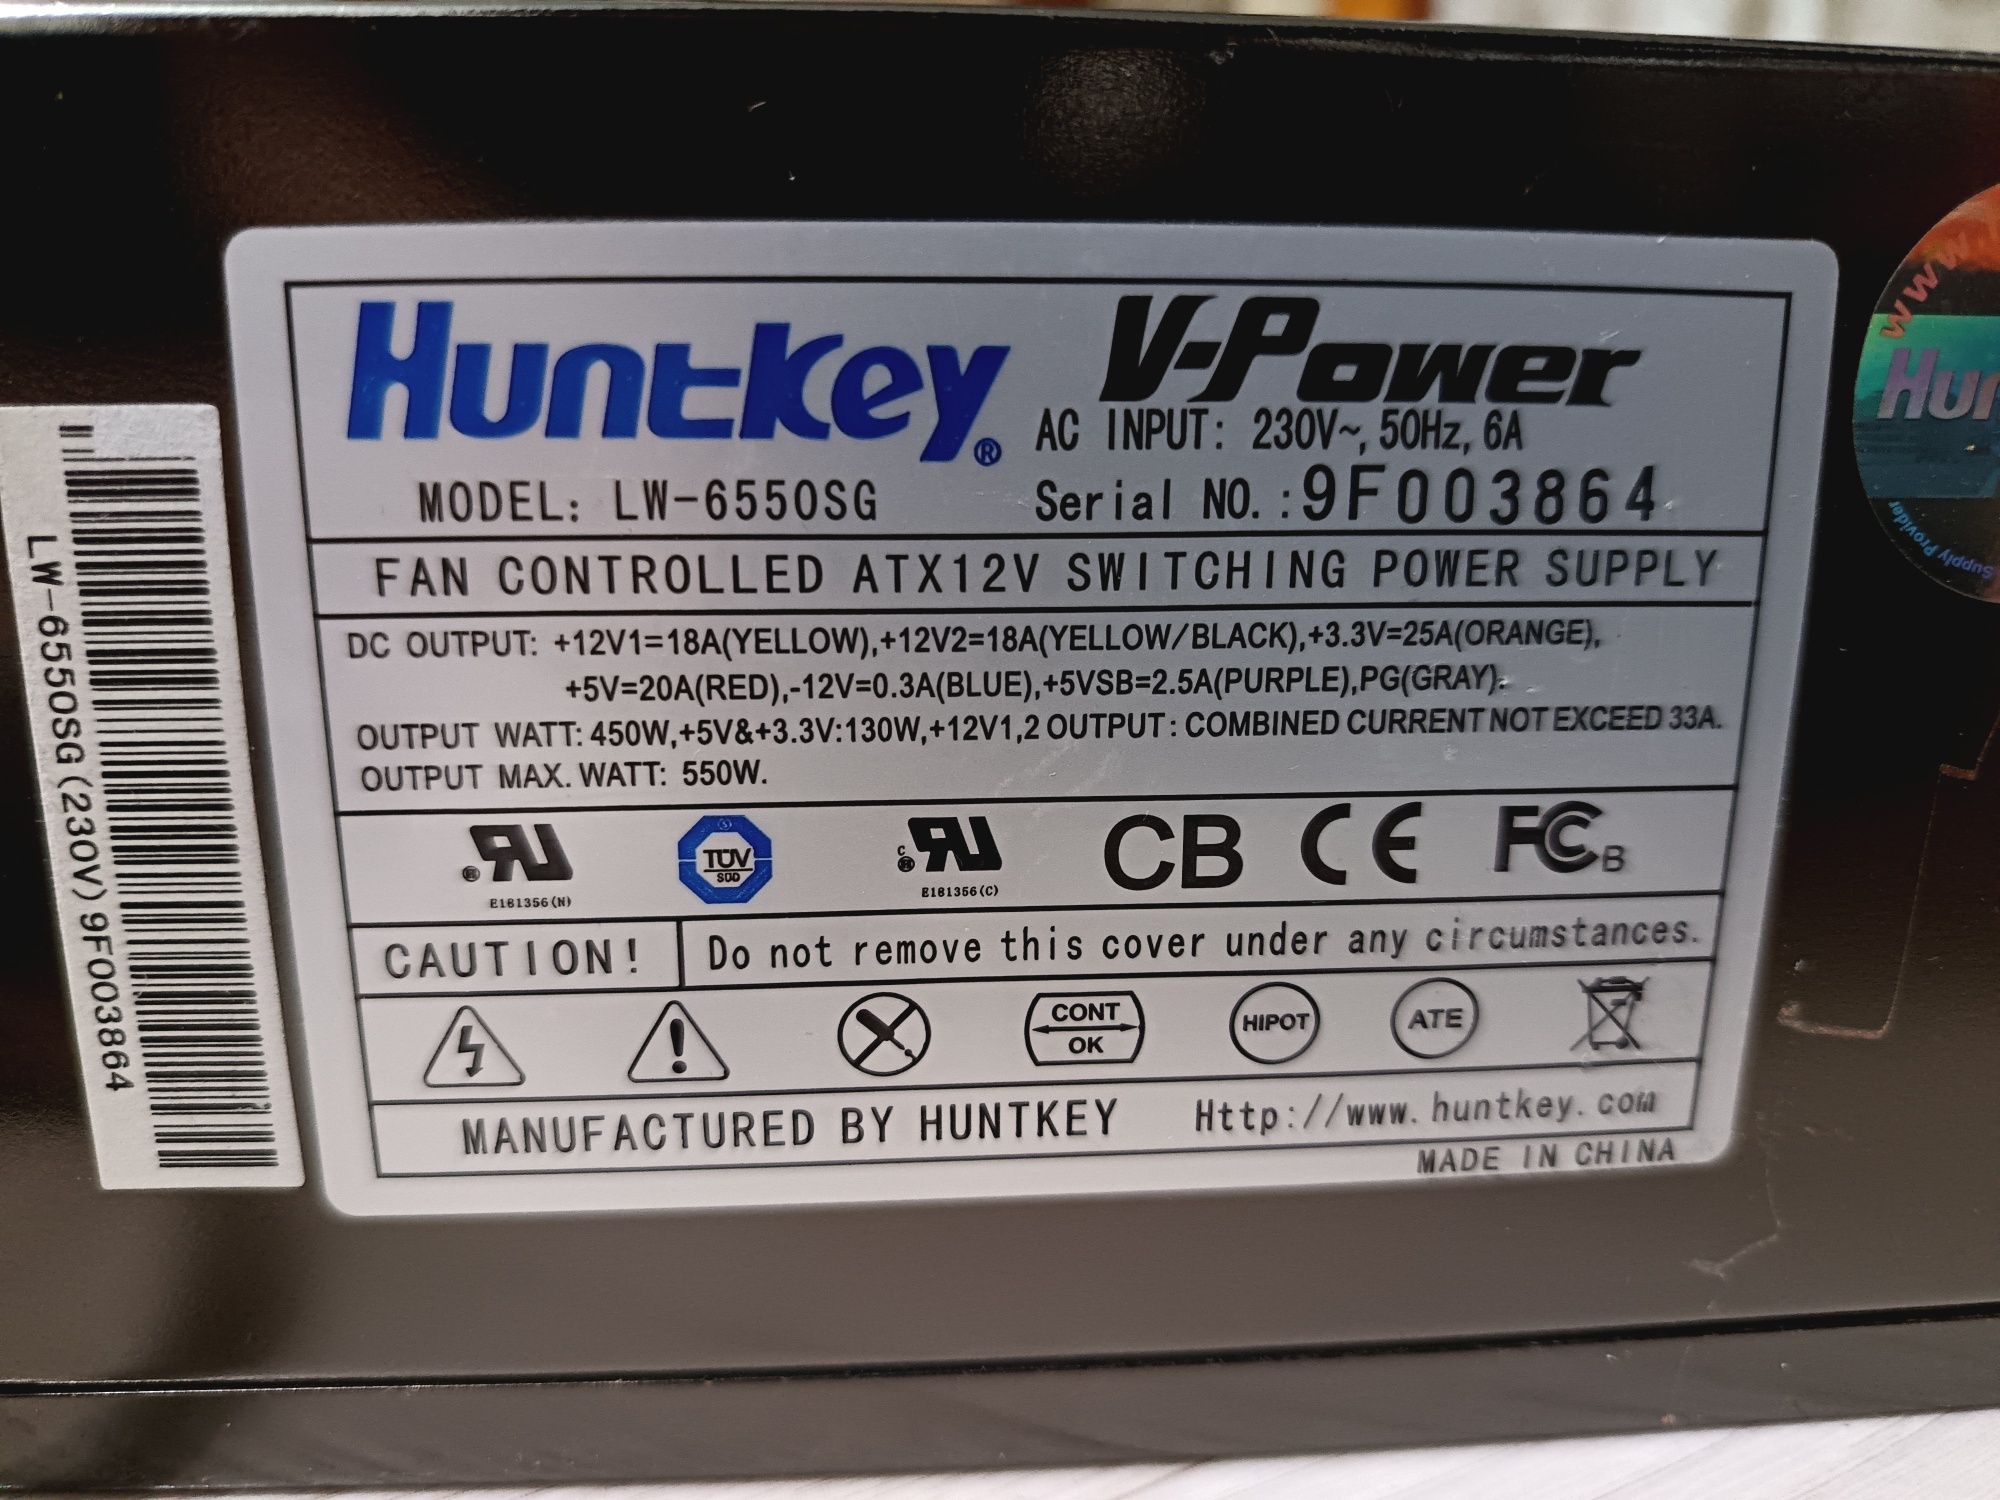 Huntkey®
V-Power
AC INPUT: 230V~, 50Hz, 6A
MODEL: LW-6550SG
Serial NO.:9F003864
FAN CONTROLLED ATX12V SWITCHING POWER SUPPLY
DC OUTPUT: +12V1=18A(YELLOW),+12V2=18A(YELLOW/BLACK),+3.3V=25A(ORANGE),
+5V=20A(RED),-12V=0.3A(BLUE),+5VSB=2.5A(PURPLE),PG(GRAY).
OUTPUT WATT: 450W,+5V&+3.3V:130W,+12V1,2 OUTPUT: COMBINED CURRENT NOT EXCEED 33A.
OUTPUT MAX. WATT: 550W.
E161356(N)
TÜV
SÜD
E161356(C)
CB CE FC B
CAUTION! Do not remove this cover under any circumstances.
CONT
OK
HIPOT
ATE
MANUFACTURED BY HUNTKEY Http://www.huntkey.com
MADE IN CHINA
LW-6550SG(230V)9F003864
www.
Hun
Supply Provider